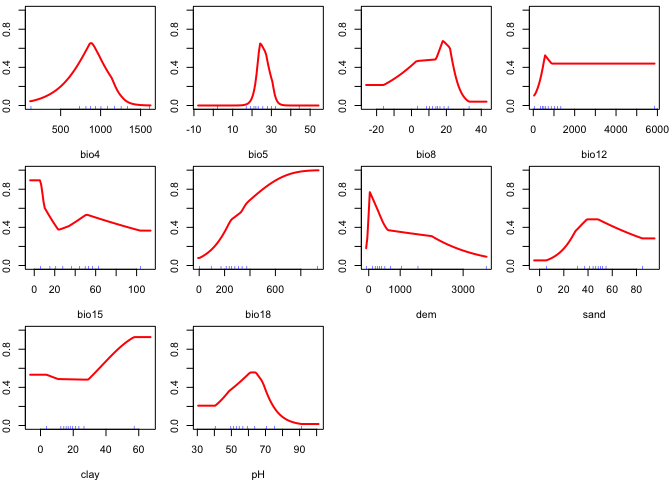 0.0 0.4 0.8
500 1000 1500
bio4
0.0 0.4 0.8
-10 10 30 50
bio5
0.0 0.4 0.8
-20 0 20 40
bio8
0.0 0.4 0.8
0 2000 4000 6000
bio12
0.0 0.4 0.8
0 20 60 100
bio15
0.0 0.4 0.8
0 200 600
bio18
0.0 0.4 0.8
0 1000 3000
dem
0.0 0.4 0.8
0 20 40 60 80
sand
0.0 0.4 0.8
0 20 40 60
clay
0.0 0.4 0.8
30 50 70 90
pH